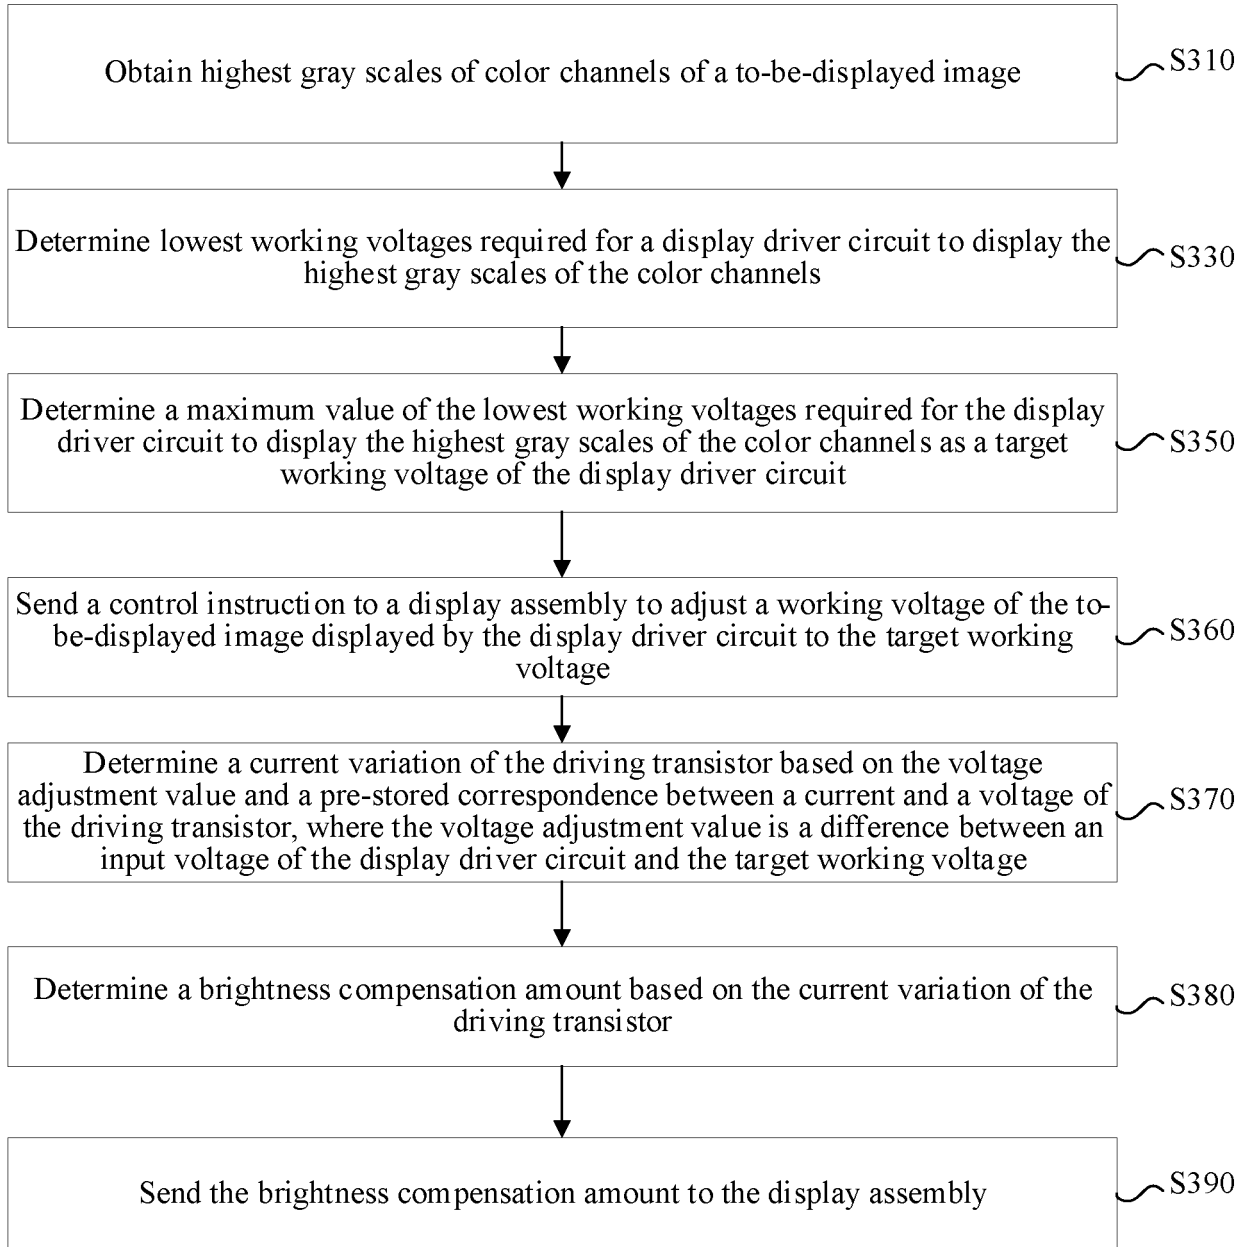 Obtain highest gray scales of color channels of a to-be-displayed image
S310
Determine lowest working voltages required for a display driver circuit to display the
highest gray scales of the color channels
S330
Determine a maximum value of the lowest working voltages required for the display
driver circuit to display the highest gray scales of the color channels as a target
working voltage of the display driver circuit
S350
Send a control instruction to a display assembly to adjust a working voltage of the to-
be-displayed image displayed by the display driver circuit to the target working
voltage
S360
Determine a current variation of the driving transistor based on the voltage
adjustment value and a pre-stored correspondence between a current and a voltage of
the driving transistor, where the voltage adjustment value is a difference between an
input voltage of the display driver circuit and the target working voltage
S370
Determine a brightness compensation amount based on the current variation of the
driving transistor
S380
Send the brightness compensation amount to the display assembly
S390